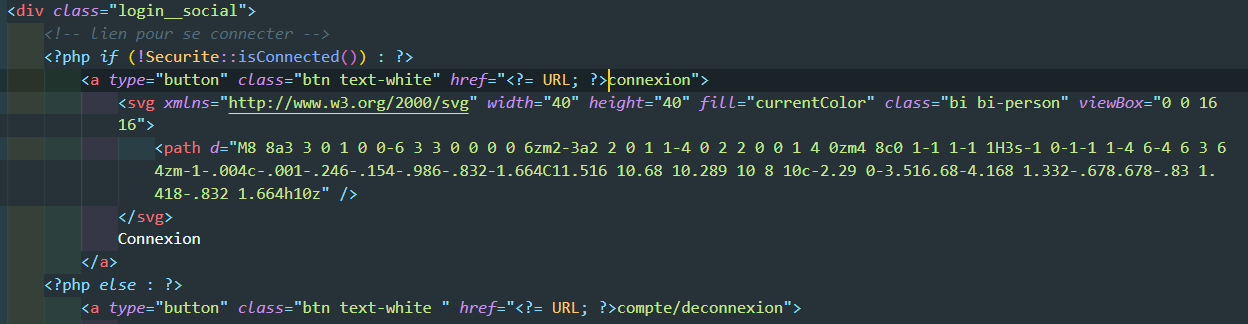 <div class="login__social">
<!-- lien pour se connecter -->
<?php if (!Securite::isConnected()) : ?>
<a type="button" class="btn text-white" href="<?= URL; ?>connexion">
<svg xmlns="http://www.w3.org/2000/svg" width="40" height="40" fill="currentColor" class="bi bi-person" viewBox="0 0 16
16">
<path d="M8 8a3 3 0 1 0 0-6 3 3 0 0 0 0 6zm2-3a2 2 0 1 1-4 0 2 2 0 0 1 4 0zm4 8c0 1-1 1-1 1H3s-1 0-1-1 1-4 6-4 6 3 6
4zm-1-.004c-.001-.246-.154-.986-.832-1.664C11.516 10.68 10.289 10 8 10c-2.29 0-3.516.68-4.168 1.332-.678.678-.83 1.
418-.832 1.664h10z" />
</svg>
Connexion
</a>
<?php else : ?>
<a type="button" class="btn text-white " href="<?= URL; ?>compte/deconnexion">